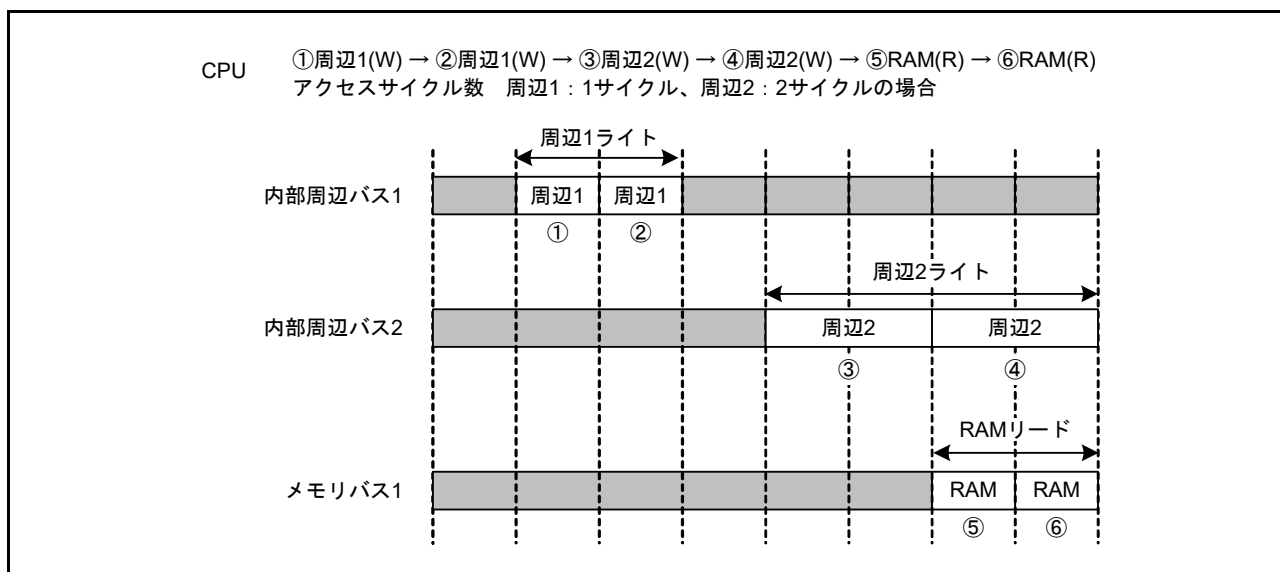 CPU ①周辺1(W) → ②周辺1(W) → ③周辺2(W) → ④周辺2(W) → ⑤RAM(R) → ⑥RAM(R)
アクセスサイクル数 周辺1：1サイクル、周辺2：2サイクルの場合
周辺1ライト
内部周辺バス1 周辺1 周辺1
① ②
周辺2ライト
内部周辺バス2 周辺2 周辺2
③ ④
RAMリード
メモリバス1 RAM RAM
⑤ ⑥